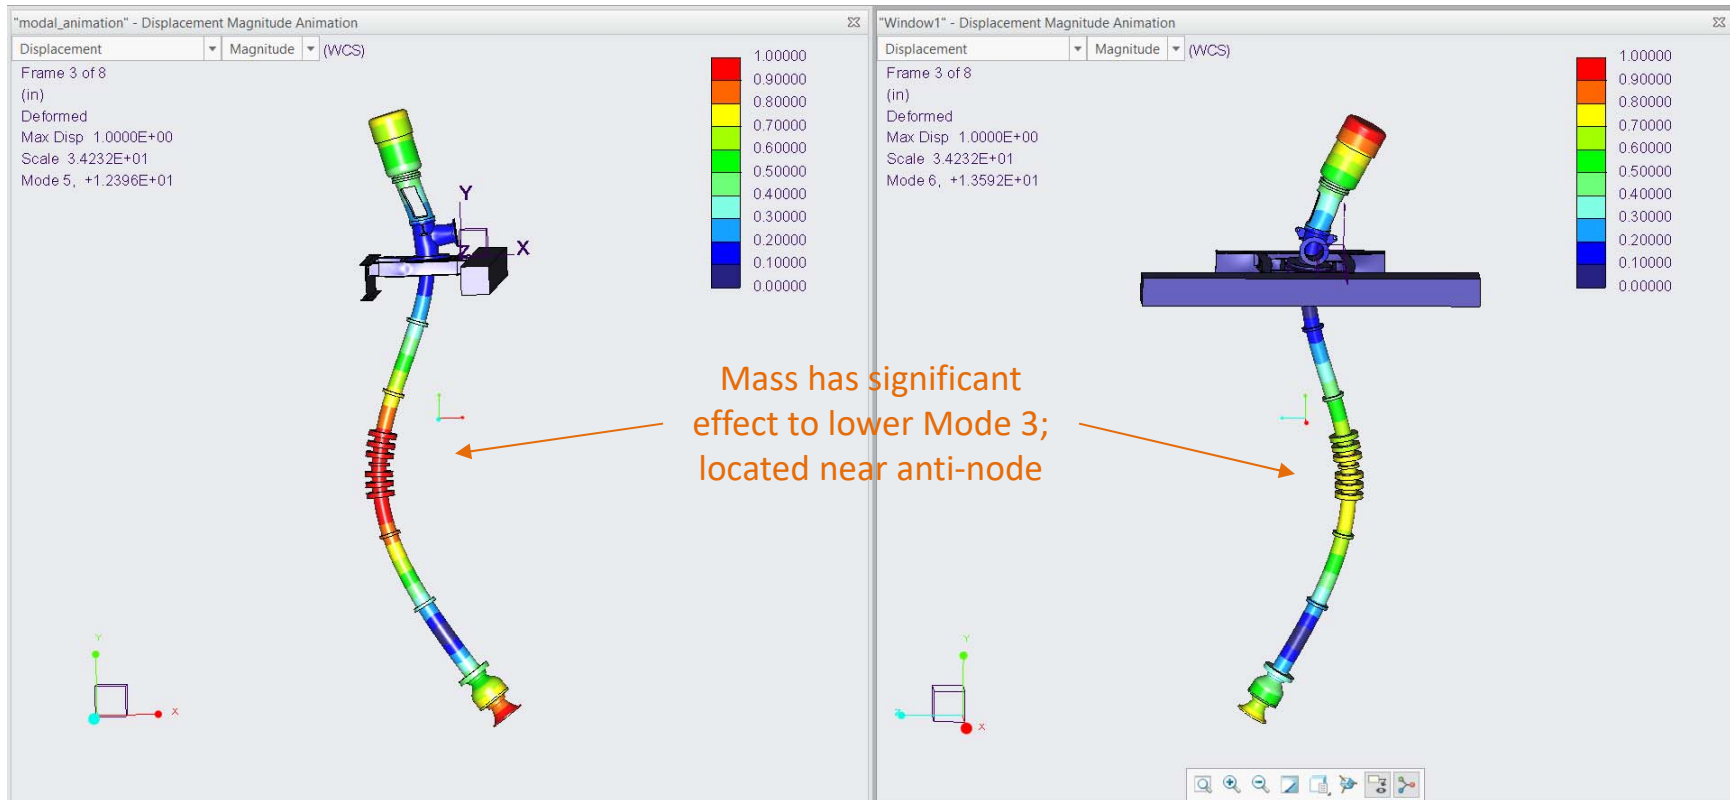 "modal_animation" - Displacement Magnitude Animation
Displacement Magnitude (WCS)
Frame 3 of 8
(in)
Deformed
Max Disp 1.0000E+00
Scale 3.4232E+01
Mode 5, +1.2396E+01
1.00000
0.90000
0.80000
0.70000
0.60000
0.50000
0.40000
0.30000
0.20000
0.10000
0.00000
Y
X
Z
Y
X
Mass has significant
effect to lower Mode 3;
located near anti-node
"Window1" - Displacement Magnitude Animation
Displacement Magnitude (WCS)
Frame 3 of 8
(in)
Deformed
Max Disp 1.0000E+00
Scale 3.4232E+01
Mode 6, +1.3592E+01
1.00000
0.90000
0.80000
0.70000
0.60000
0.50000
0.40000
0.30000
0.20000
0.10000
0.00000
Y
Z
X